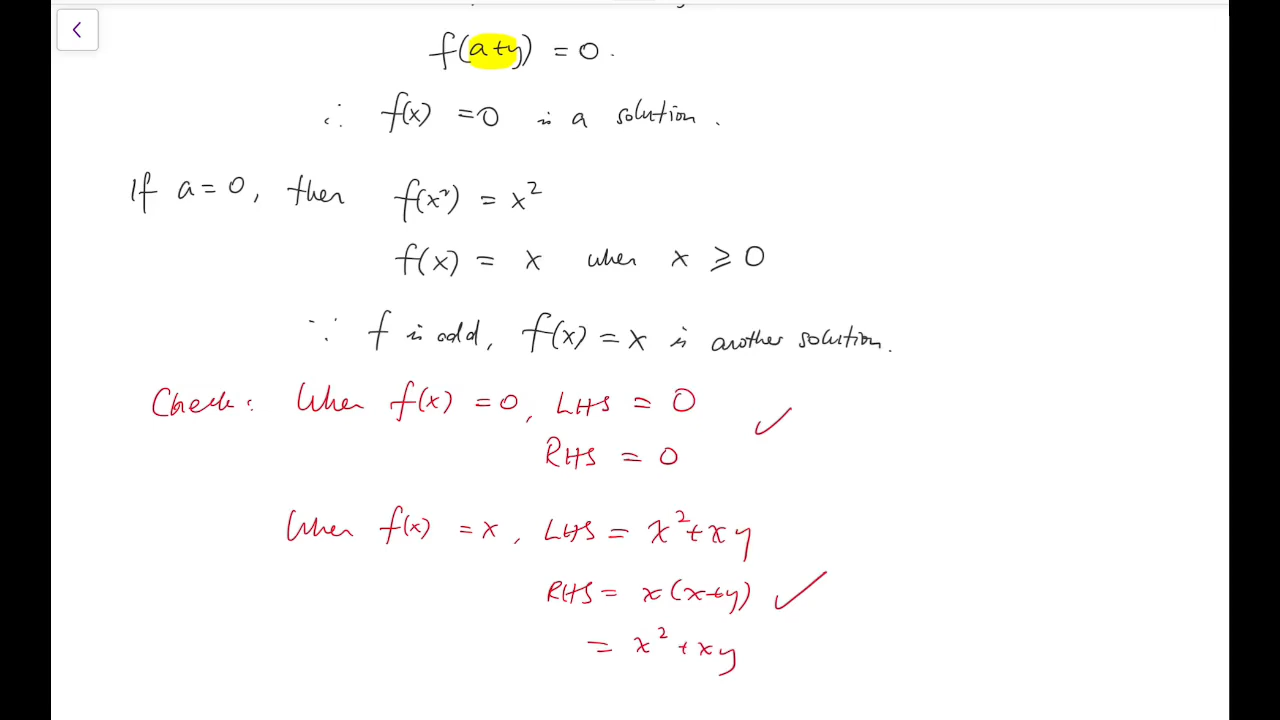 f(a+y) = 0.
∴ f(x) = 0 is a solution.
If a = 0, then f(x²) = x²
f(x) = x when x ⩾ 0
∵ f is odd, f(x) = x is another solution.
Check: When f(x) = 0, LHS = 0 ✓
RHS = 0
When f(x) = x, LHS = x² + xy
RHS = x(x+y) ✓
= x² + xy